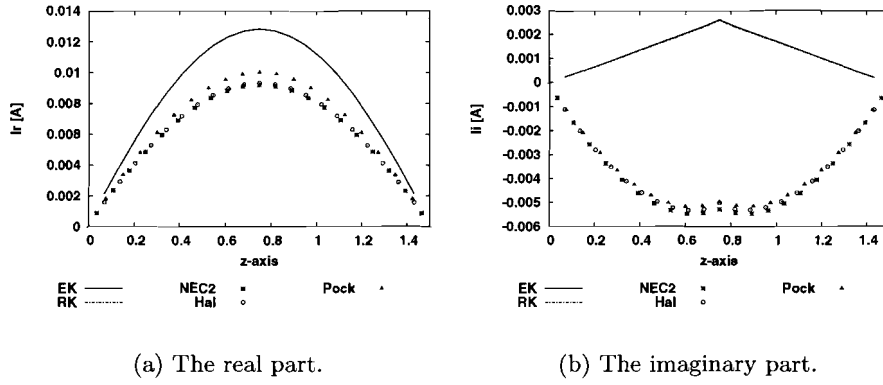 0.014
0.012
0.01
0.008
0.006
0.004
0.002
0
Ir [A]
0 0.2 0.4 0.6 0.8 1 1.2 1.4
z-axis
EK NEC2 Pock
RK Hal
(a) The real part.
0.003
0.002
0.001
0
-0.001
-0.002
-0.003
-0.004
-0.005
-0.006
Ii [A]
0 0.2 0.4 0.6 0.8 1 1.2 1.4
z-axis
EK NEC2 Pock
RK Hal
(b) The imaginary part.